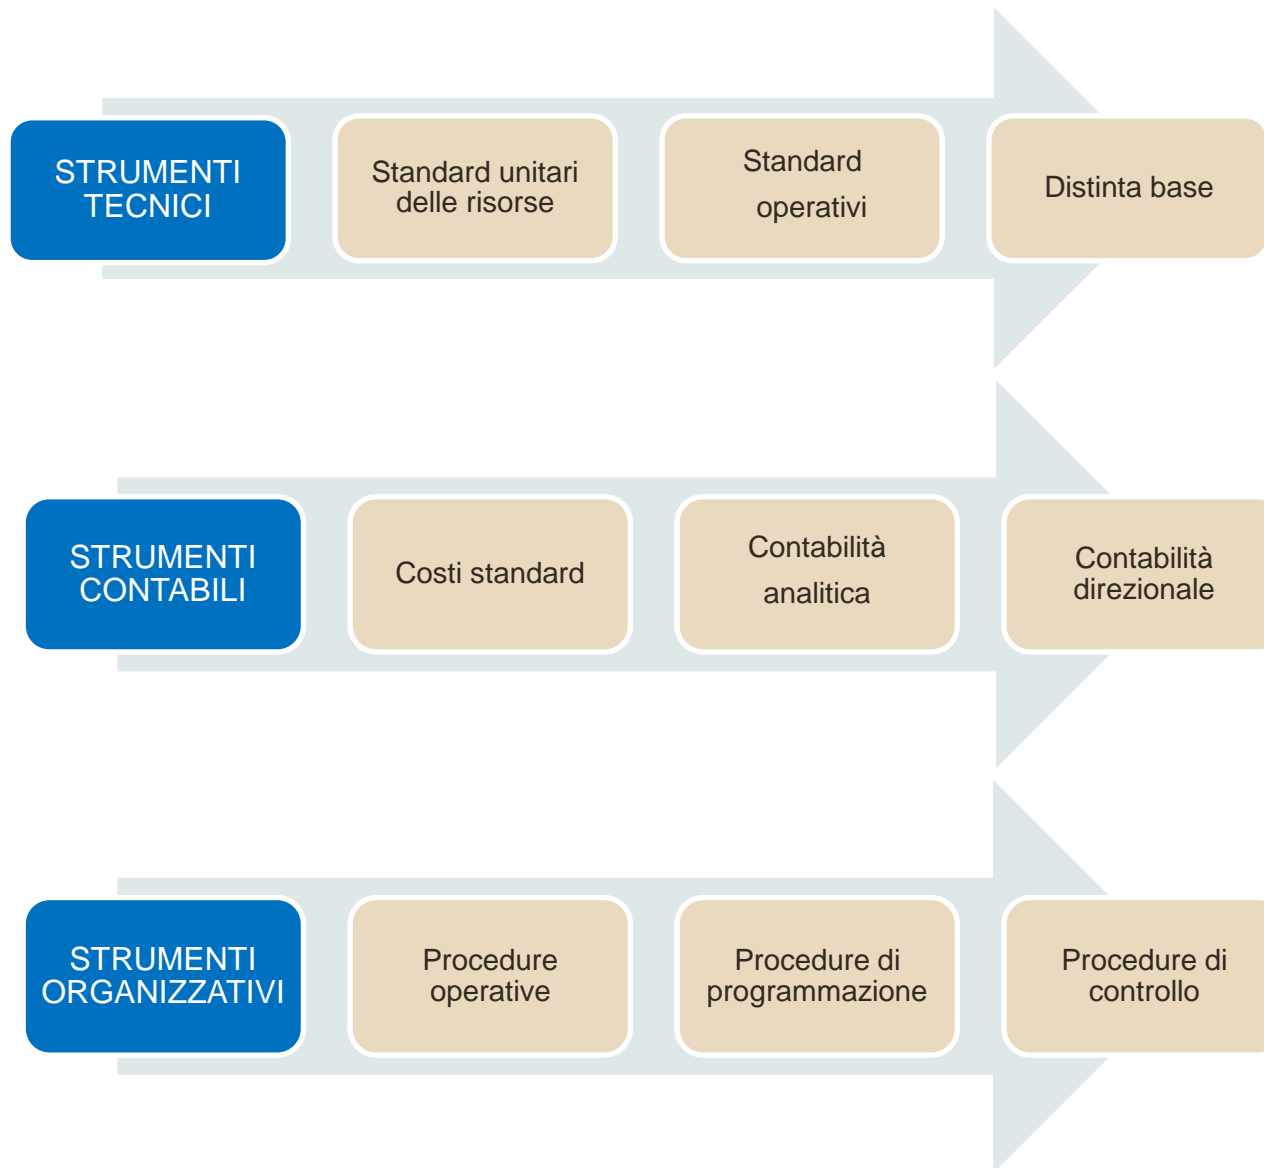 STRUMENTI
TECNICI
Standard unitari
delle risorse
Standard
operativi
Distinta base
STRUMENTI
CONTABILI
Costi standard
Contabilità
analitica
Contabilità
direzionale
STRUMENTI
ORGANIZZATIVI
Procedure
operative
Procedure di
programmazione
Procedure di
controllo